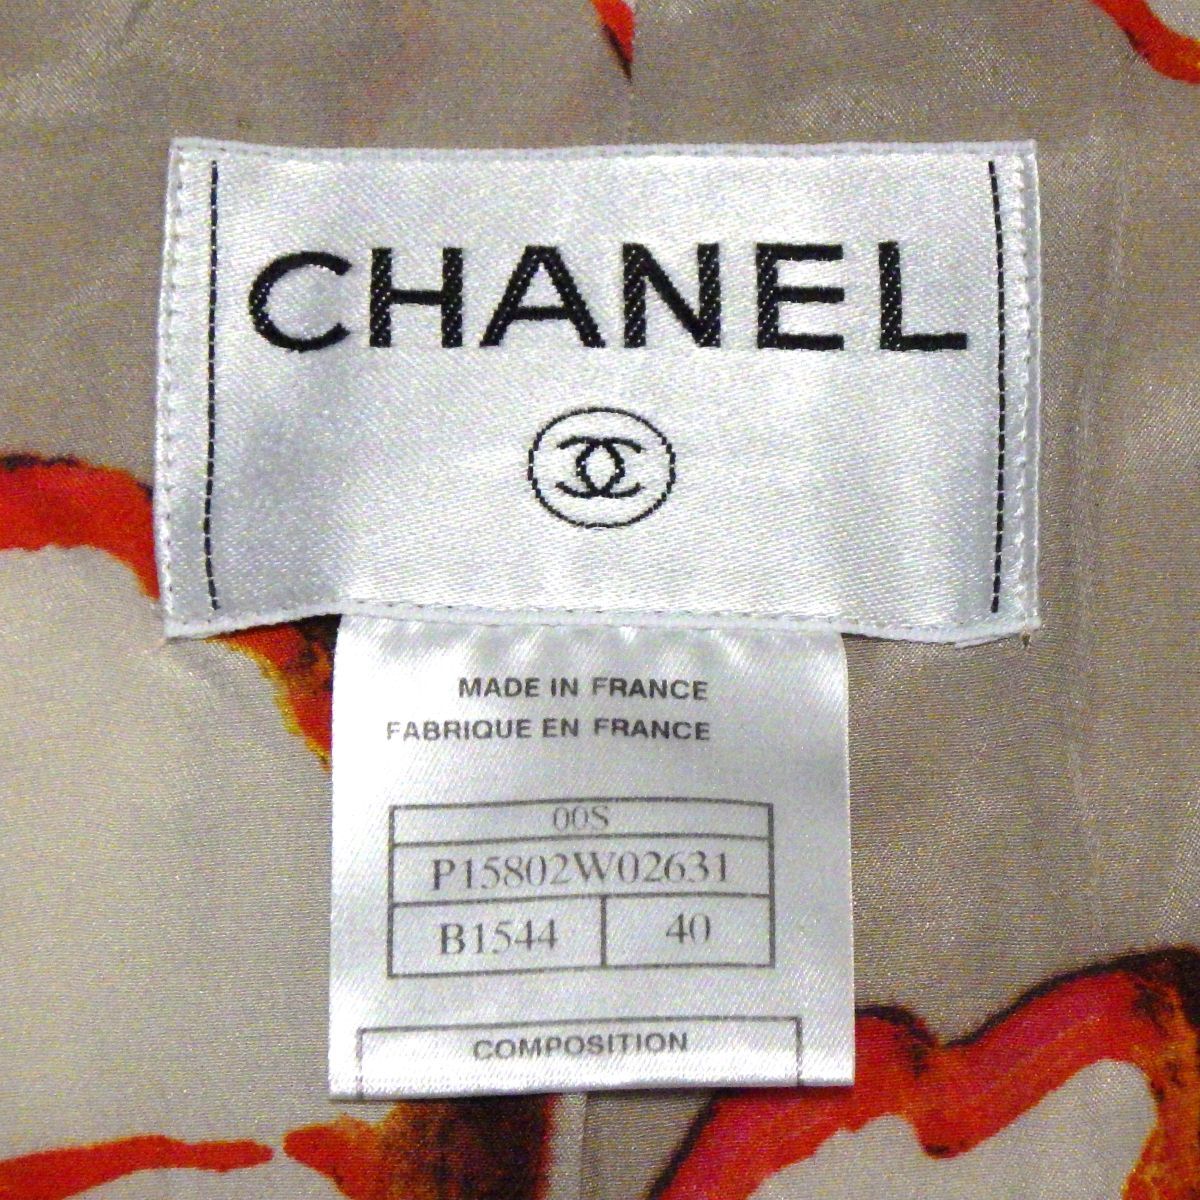 CHANEL
MADE IN FRANCE
FABRIQUE EN FRANCE
00S
P15802W02631
B1544 40
COMPOSITION